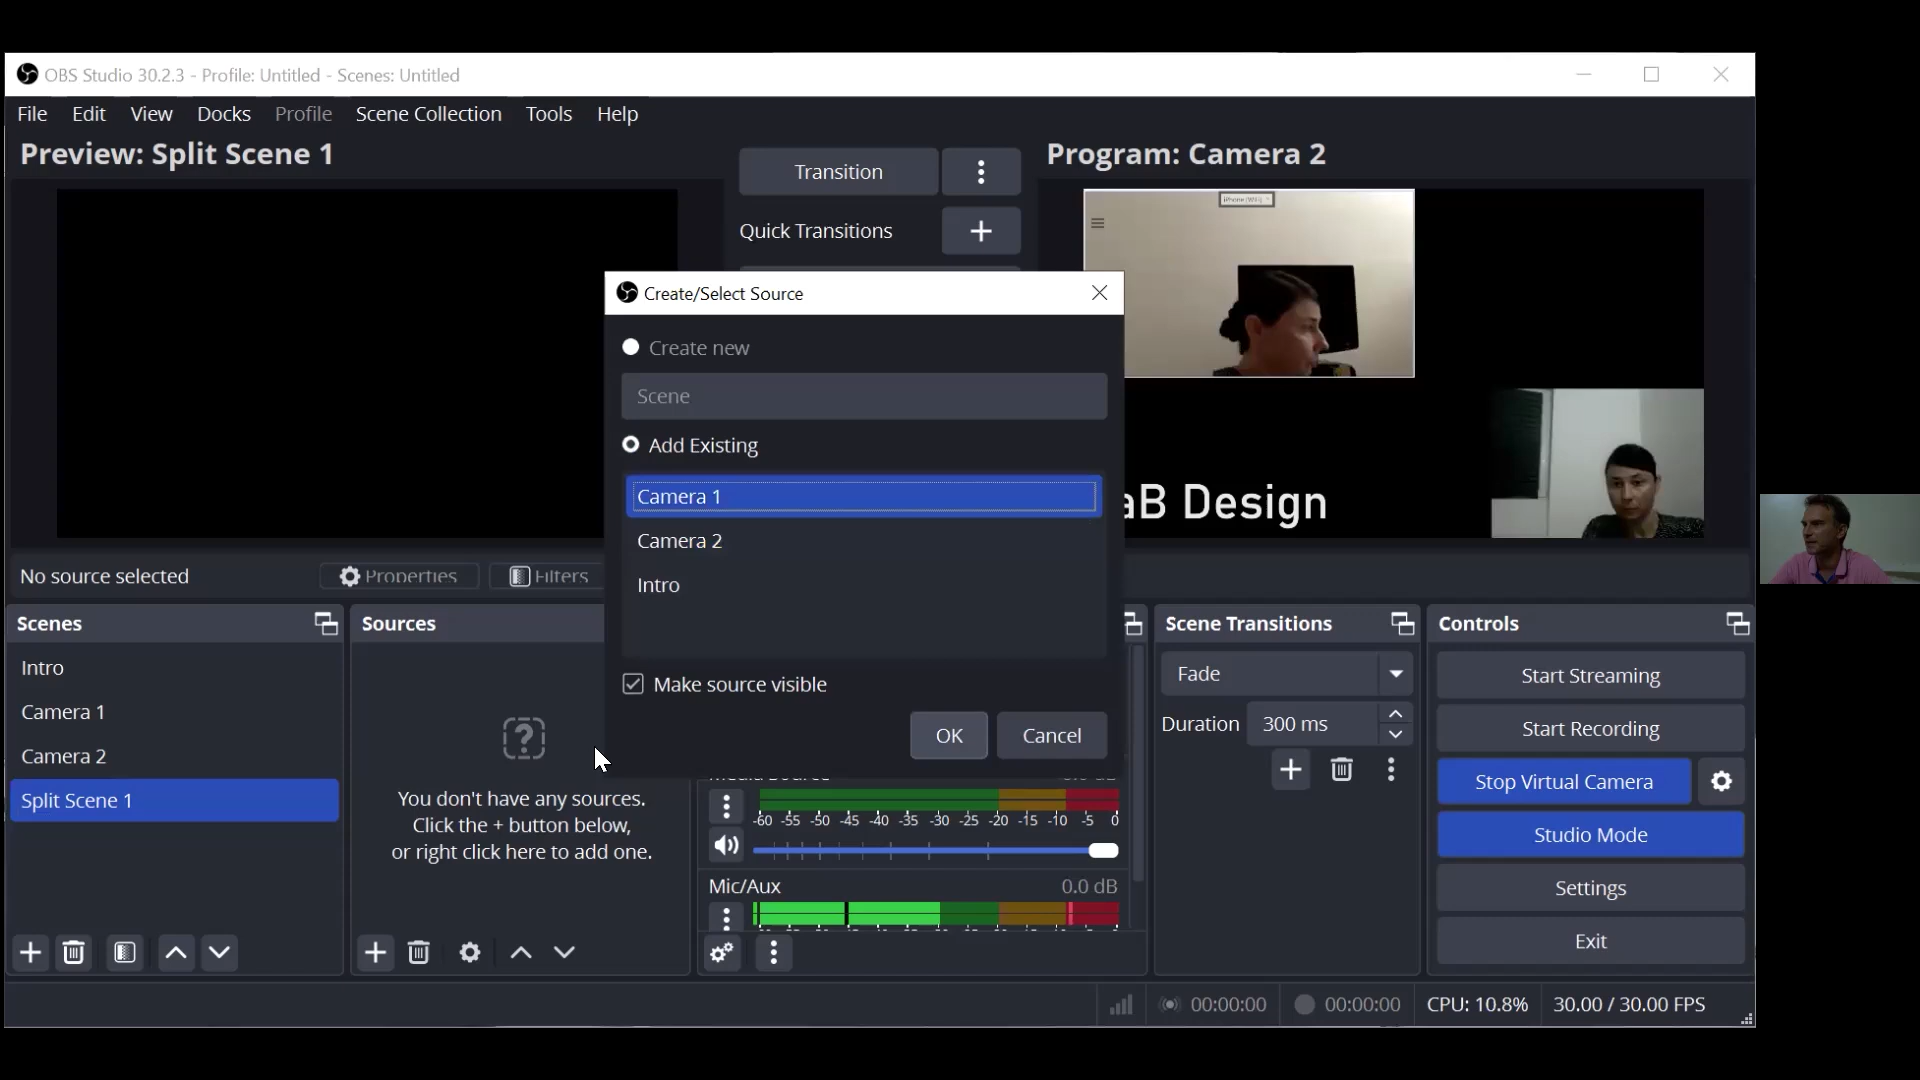 OBS Studio 30.2.3 - Profile: Untitled - Scenes: Untitled
File Edit View Docks Profile Scene Collection Tools Help
Preview: Split Scene 1
Transition
Program: Camera 2
Quick Transitions
Create/Select Source
Create new
Scene
Add Existing
Camera 1
Camera 2
Intro
Make source visible
OK
Cancel
aB Design
No source selected
Properties
Filters
Scenes
Intro
Camera 1
Camera 2
Split Scene 1
Sources
You don't have any sources.
Click the + button below,
or right click here to add one.
-60 -55 -50 -45 -40 -35 -30 -25 -20 -15 -10 -5 0
Mic/Aux 0.0 dB
Scene Transitions
Fade
Duration 300 ms
Controls
Start Streaming
Start Recording
Stop Virtual Camera
Studio Mode
Settings
Exit
00:00:00
00:00:00
CPU: 10.8%
30.00 / 30.00 FPS